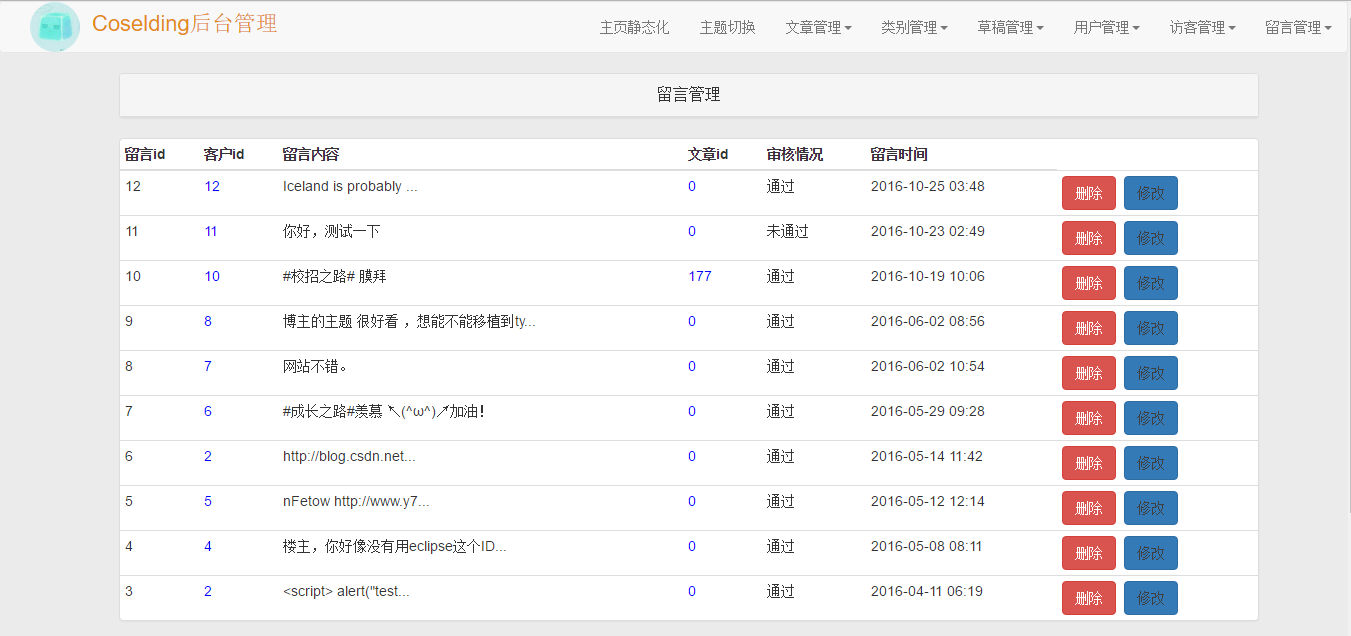 Coselding后台管理 主页静态化 主题切换 文章管理 类别管理 草稿管理 用户管理 访客管理 留言管理
留言管理
留言id 客户id 留言内容 文章id 审核情况 留言时间
12 12 Iceland is probably ... 0 通过 2016-10-25 03:48 删除 修改
11 11 你好，测试一下 0 未通过 2016-10-23 02:49 删除 修改
10 10 #校招之路# 膜拜 177 通过 2016-10-19 10:06 删除 修改
9 8 博主的主题 很好看 ，想能不能移植到ty... 0 通过 2016-06-02 08:56 删除 修改
8 7 网站不错。 0 通过 2016-06-02 10:54 删除 修改
7 6 #成长之路#羡慕 ↖(^ω^)↗加油！ 0 通过 2016-05-29 09:28 删除 修改
6 2 http://blog.csdn.net... 0 通过 2016-05-14 11:42 删除 修改
5 5 nFetow http://www.y7... 0 通过 2016-05-12 12:14 删除 修改
4 4 楼主，你好像没有用eclipse这个ID... 0 通过 2016-05-08 08:11 删除 修改
3 2 <script> alert("test... 0 通过 2016-04-11 06:19 删除 修改